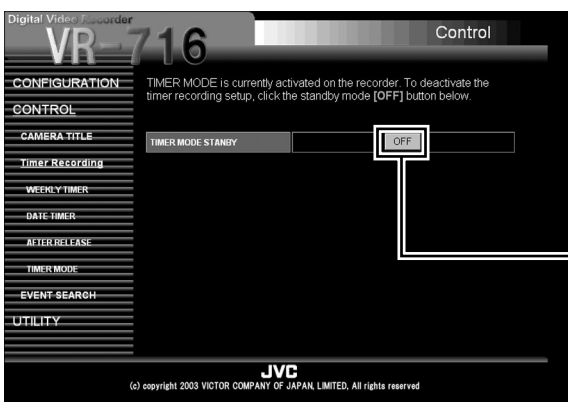 Digital Video Recorder
VR-716
Control
CONFIGURATION
CONTROL
CAMERA TITLE
Timer Recording
WEEKLY TIMER
DATE TIMER
AFTER RELEASE
TIMER MODE
EVENT SEARCH
UTILITY
TIMER MODE is currently activated on the recorder. To deactivate the
timer recording setup, click the standby mode [OFF] button below.
TIMER MODE STANBY
OFF
JVC
(c) copyright 2003 VICTOR COMPANY OF JAPAN, LIMITED, All rights reserved